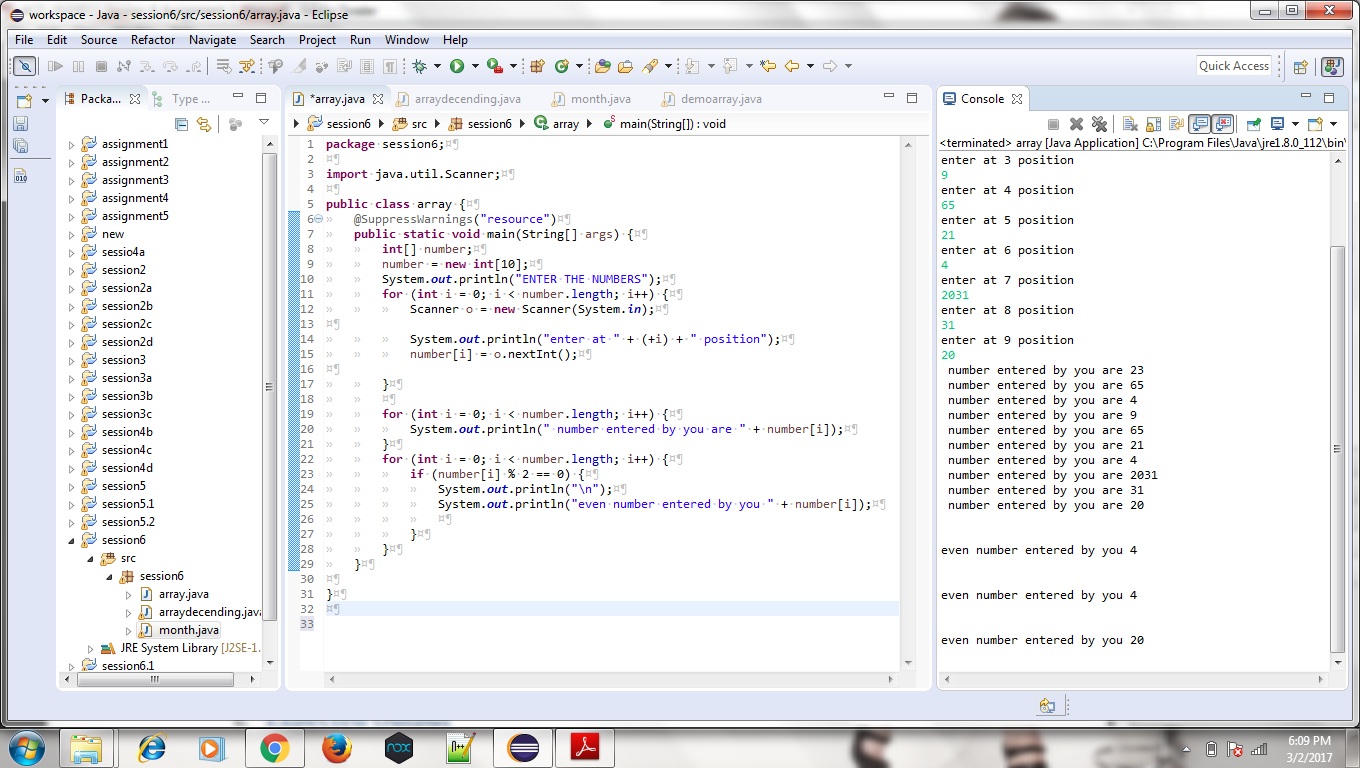 workspace - Java - session6/src/session6/array.java - Eclipse
File Edit Source Refactor Navigate Search Project Run Window Help
Quick Access
Packa...
Type ...
assignment1
assignment2
assignment3
assignment4
assignment5
new
sessio4a
session2
session2a
session2b
session2c
session2d
session3
session3a
session3b
session3c
session4b
session4c
session4d
session5
session5.1
session5.2
session6
src
session6
array.java
arraydecending.java
month.java
JRE System Library [J2SE-1.
session6.1
*array.java arraydecending.java month.java demoarray.java
session6 src session6 array main(String[]) : void
1 package session6;¤¶
2 ¤¶
3 import·java.util.Scanner;¤¶
4 ¤¶
5 public·class·array·{¤¶
6 » @SuppressWarnings("resource")¤¶
7 » public·static·void·main(String[]·args)·{¤¶
8 » » int[]·number;¤¶
9 » » number·=·new·int[10];¤¶
10 » » System.out.println("ENTER·THE·NUMBERS");¤¶
11 » » for·(int·i·=·0;·i·<·number.length;·i++)·{¤¶
12 » » » Scanner·o·=·new·Scanner(System.in);¤¶
13 ¤¶
14 » » » System.out.println("enter·at·"·+·(+i)·+·"·position");¤¶
15 » » » number[i]·=·o.nextInt();¤¶
16 ¤¶
17 » » }¤¶
18 » » ¤¶
19 » » for·(int·i·=·0;·i·<·number.length;·i++)·{¤¶
20 » » » System.out.println("·number·entered·by·you·are·"·+·number[i]);¤¶
21 » » }¤¶
22 » » for·(int·i·=·0;·i·<·number.length;·i++)·{¤¶
23 » » » if·(number[i]·%·2·==·0)·{¤¶
24 » » » » System.out.println("\n");¤¶
25 » » » » System.out.println("even·number·entered·by·you·"·+·number[i]);¤¶
26 » » » » ¤¶
27 » » » }¤¶
28 » » }¤¶
29 » }¤¶
30 ¤¶
31 }¤¶
32 ¤¶
33
Console
<terminated> array [Java Application] C:\Program Files\Java\jre1.8.0_112\bin\
enter at 3 position
9
enter at 4 position
65
enter at 5 position
21
enter at 6 position
4
enter at 7 position
2031
enter at 8 position
31
enter at 9 position
20
number entered by you are 23
number entered by you are 65
number entered by you are 4
number entered by you are 9
number entered by you are 65
number entered by you are 21
number entered by you are 4
number entered by you are 2031
number entered by you are 31
number entered by you are 20
even number entered by you 4
even number entered by you 4
even number entered by you 20
nox
6:09 PM
3/2/2017